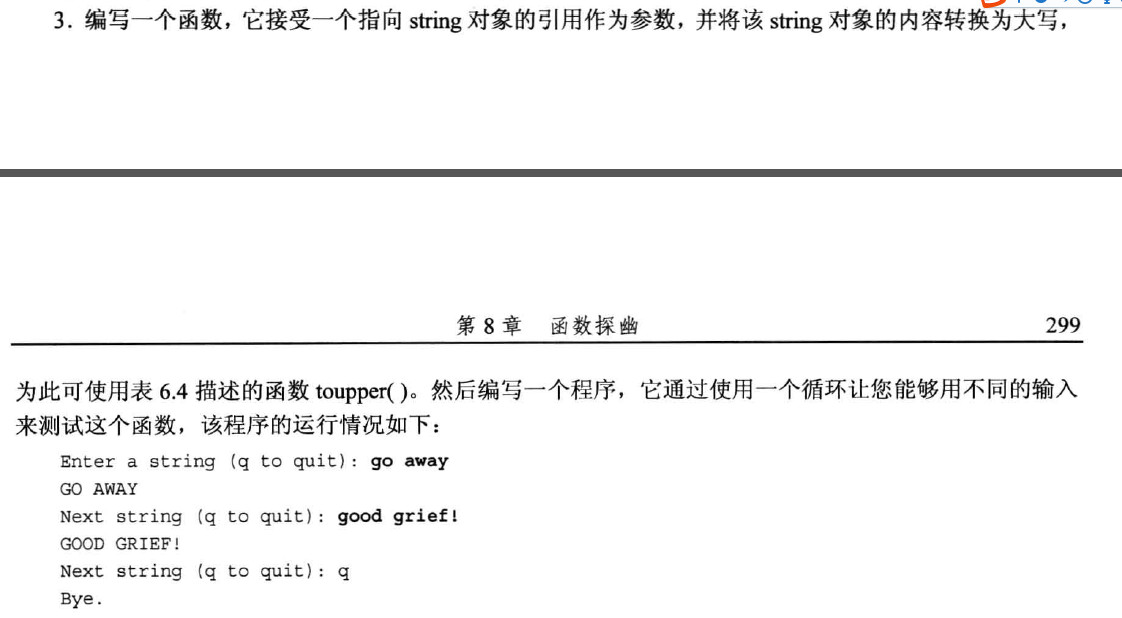 3. 编写一个函数，它接受一个指向 string 对象的引用作为参数，并将该 string 对象的内容转换为大写，
第 8 章 函数探幽 299
为此可使用表 6.4 描述的函数 toupper( )。然后编写一个程序，它通过使用一个循环让您能够用不同的输入
来测试这个函数，该程序的运行情况如下：
Enter a string (q to quit): go away
GO AWAY
Next string (q to quit): good grief!
GOOD GRIEF!
Next string (q to quit): q
Bye.